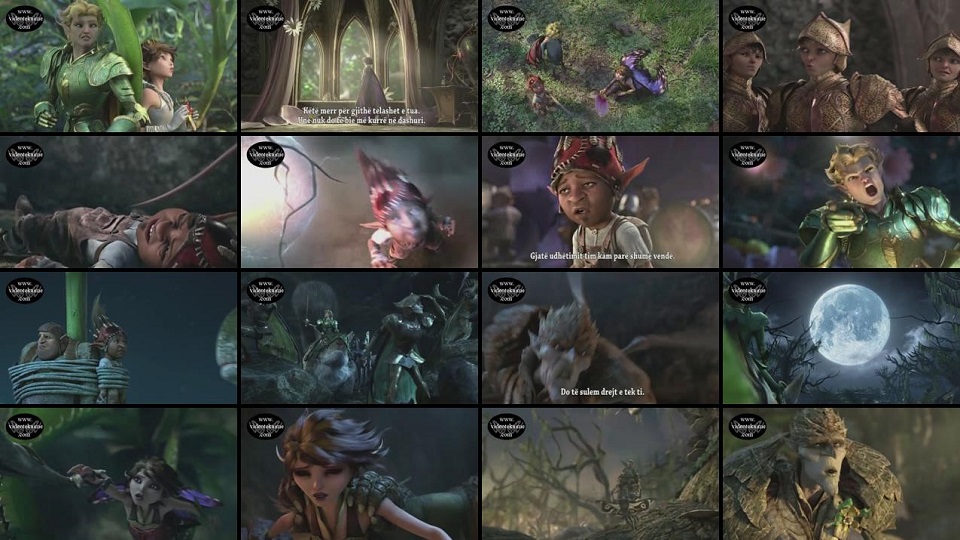 www.
Videotekaime
.com
www.
Videotekaime
.com
Këtë merr për gjithë telashet e tua.
Unë nuk do të bie më kurrë në dashuri.
www.
Videotekaime
.com
www.
Videotekaime
.com
www.
Videotekaime
.com
www.
Videotekaime
.com
www.
Videotekaime
.com
Gjatë udhëtimit tim kam parë shumë vende.
www.
Videotekaime
.com
www.
Videotekaime
.com
www.
Videotekaime
.com
www.
Videotekaime
.com
Do të sulem drejt e tek ti.
www.
Videotekaime
.com
www.
Videotekaime
.com
www.
Videotekaime
.com
www.
Videotekaime
.com
www.
Videotekaime
.com